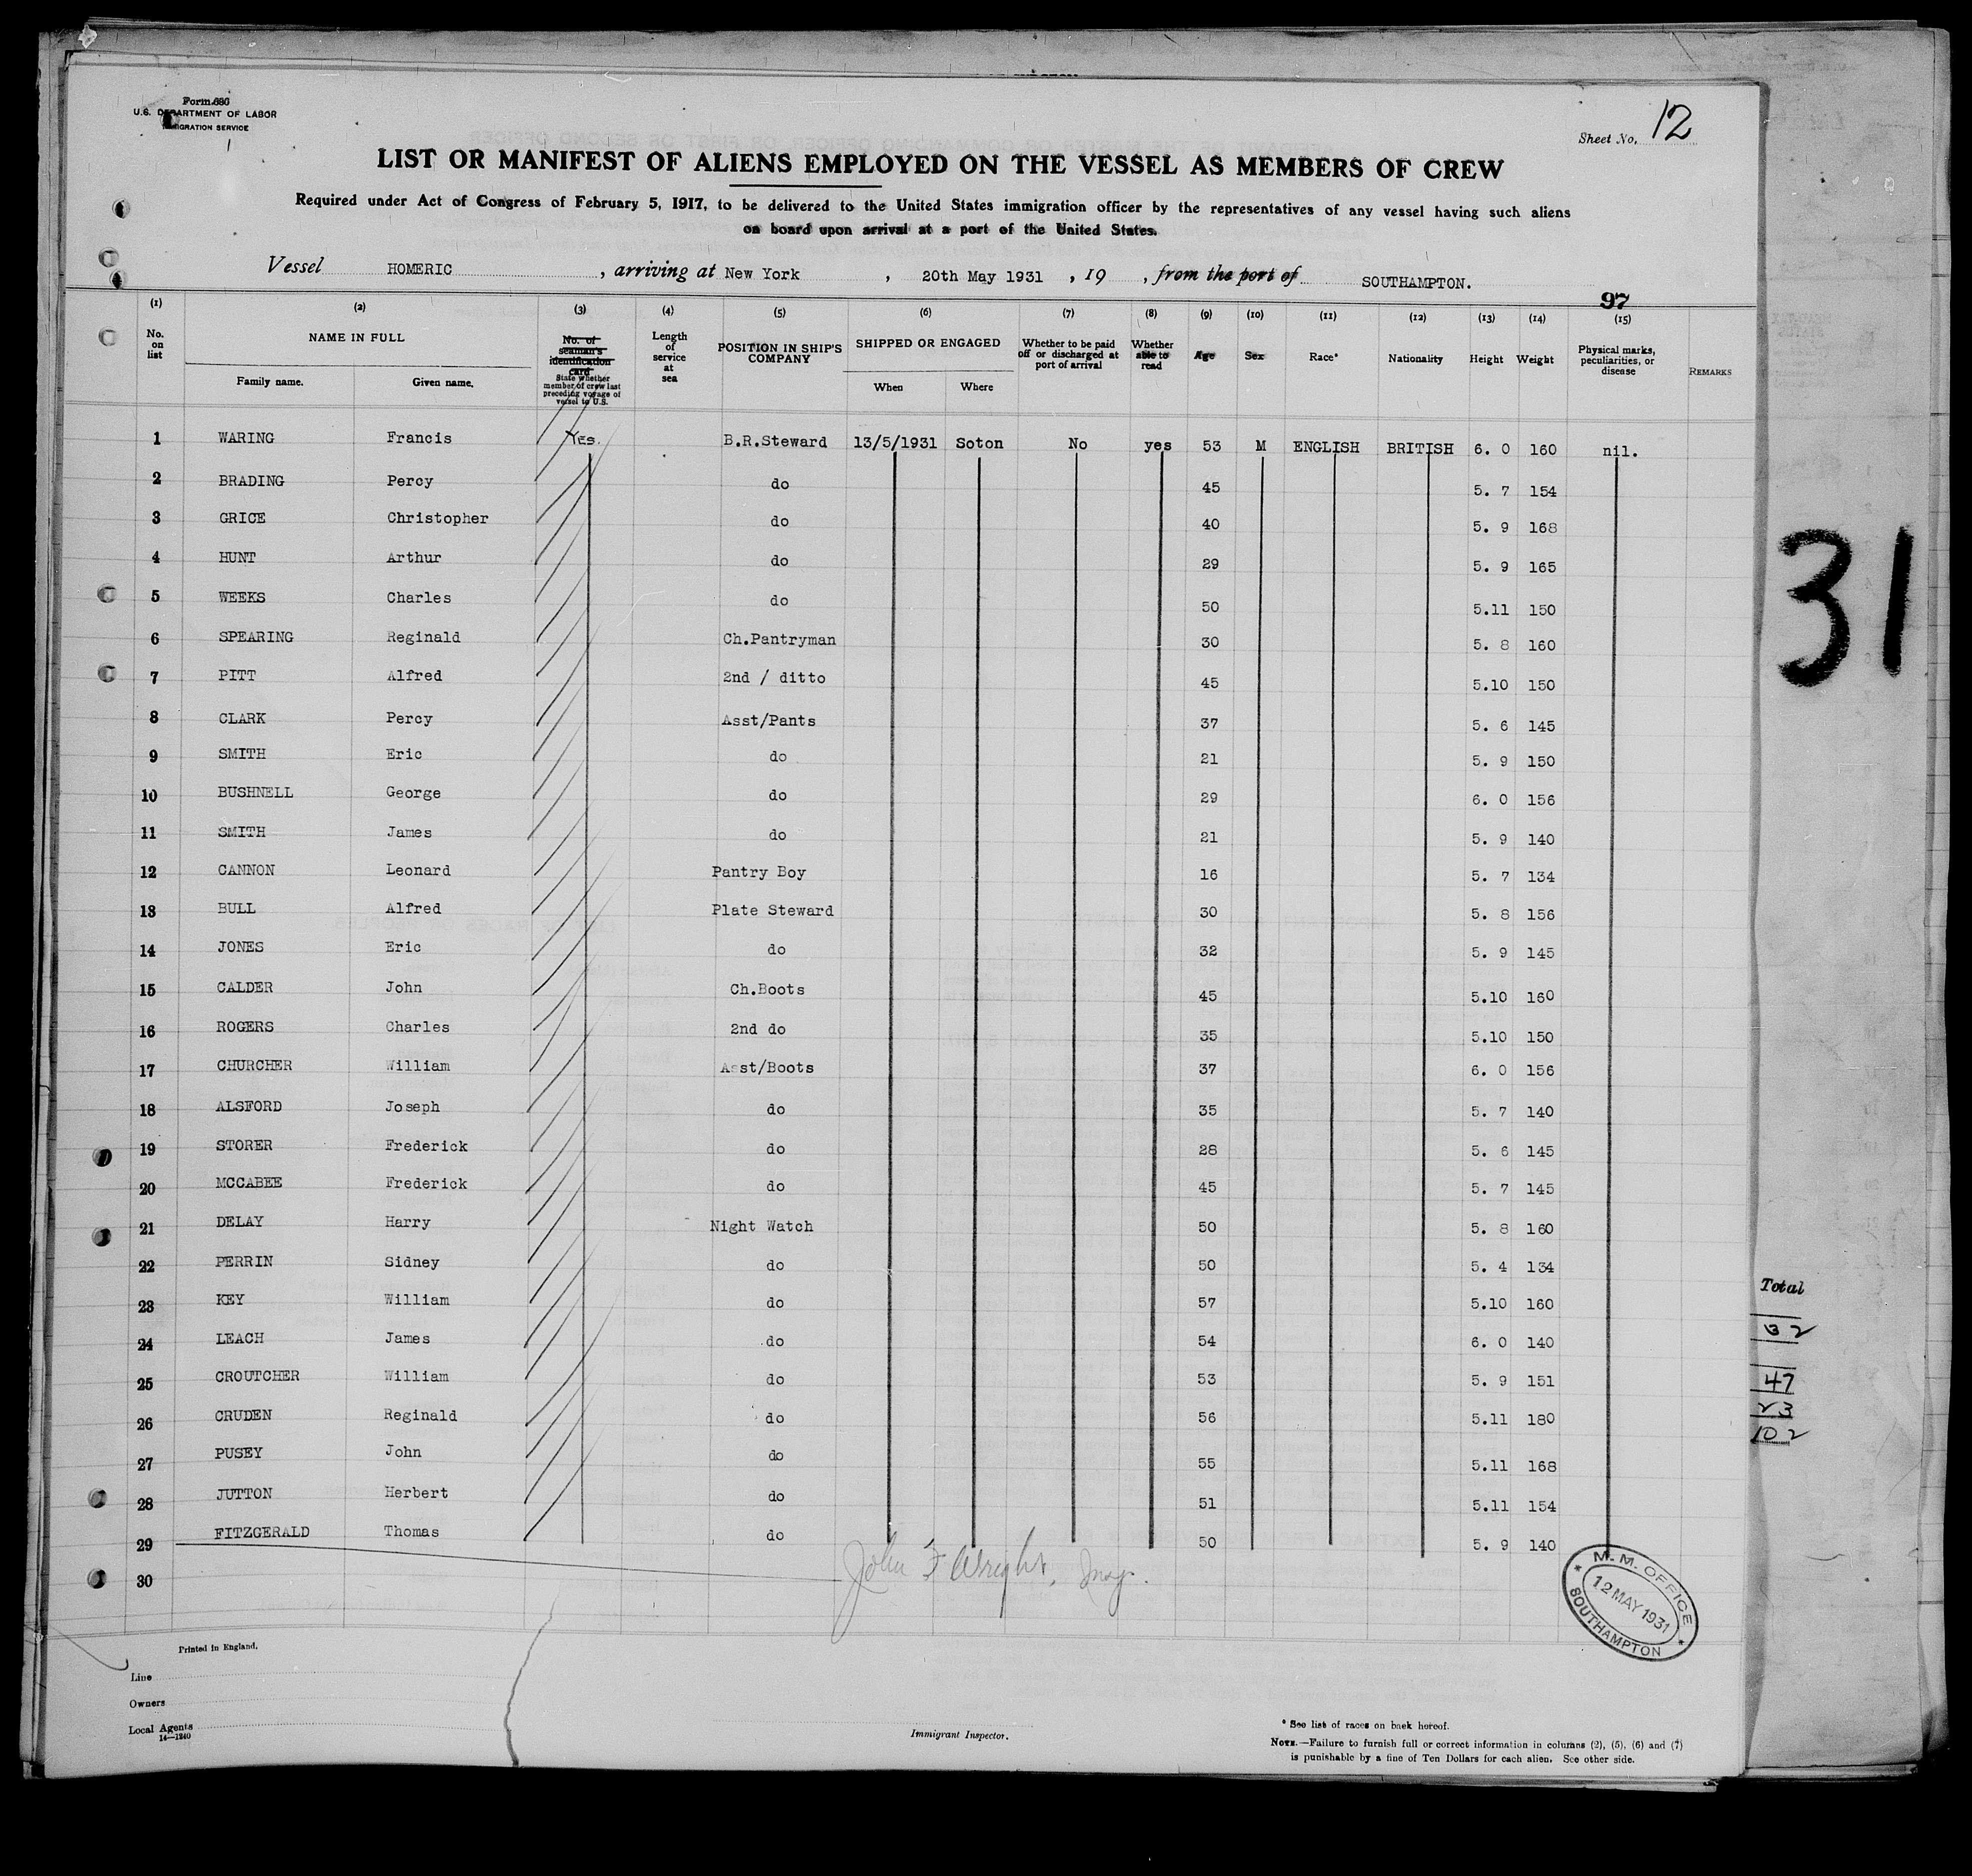 Form 680
U.S. DEPARTMENT OF LABOR
IMMIGRATION SERVICE
Sheet No. 12
LIST OR MANIFEST OF ALIENS EMPLOYED ON THE VESSEL AS MEMBERS OF CREW
Required under Act of Congress of February 5, 1917, to be delivered to the United States immigration officer by the representatives of any vessel having such aliens
on board upon arrival at a port of the United States.
Vessel HOMERIC, arriving at New York, 20th May 1931, 19 , from the port of SOUTHAMPTON.
97
(1) (2) (3) (4) (5) (6) (7) (8) (9) (10) (11) (12) (13) (14) (15)
No. on list
NAME IN FULL
Family name. Given name.
No. of seaman's identification card
State whether member of crew last preceding voyage of vessel to U.S.
Length of service at sea
POSITION IN SHIP'S COMPANY
SHIPPED OR ENGAGED
When Where
Whether to be paid off or discharged at port of arrival
Whether able to read
Age
Sex
Race*
Nationality
Height
Weight
Physical marks, peculiarities, or disease
REMARKS
1 WARING Francis Yes. B.R.Steward 13/5/1931 Soton No yes 53 M ENGLISH BRITISH 6. 0 160 nil.
2 BRADING Percy do 45 5. 7 154
3 GRICE Christopher do 40 5. 9 168
4 HUNT Arthur do 29 5. 9 165
5 WEEKS Charles do 50 5.11 150
6 SPEARING Reginald Ch.Pantryman 30 5. 8 160
7 PITT Alfred 2nd / ditto 45 5.10 150
8 CLARK Percy Asst/Pants 37 5. 6 145
9 SMITH Eric do 21 5. 9 150
10 BUSHNELL George do 29 6. 0 156
11 SMITH James do 21 5. 9 140
12 CANNON Leonard Pantry Boy 16 5. 7 134
13 BULL Alfred Plate Steward 30 5. 8 156
14 JONES Eric do 32 5. 9 145
15 CALDER John Ch.Boots 45 5.10 160
16 ROGERS Charles 2nd do 35 5.10 150
17 CHURCHER William Asst/Boots 37 6. 0 156
18 ALSFORD Joseph do 35 5. 7 140
19 STORER Frederick do 28 5. 6 145
20 MCCABEE Frederick do 45 5. 7 145
21 DELAY Harry Night Watch 50 5. 8 160
22 PERRIN Sidney do 50 5. 4 134
23 KEY William do 57 5.10 160
24 LEACH James do 54 6. 0 140
25 CROUTCHER William do 53 5. 9 151
26 CRUDEN Reginald do 56 5.11 180
27 PUSEY John do 55 5.11 168
28 JUTTON Herbert do 51 5.11 154
29 FITZGERALD Thomas do 50 5. 9 140
30
John F Wright,
M. M. OFFICE
12 MAY 1931
SOUTHAMPTON
Printed in England.
Line
Owners
Local Agents
14—1240
Immigrant Inspector.
* See list of races on back hereof.
NOTE.—Failure to furnish full or correct information in columns (2), (5), (6) and (7)
is punishable by a fine of Ten Dollars for each alien. See other side.
31
Total
32
47
23
102